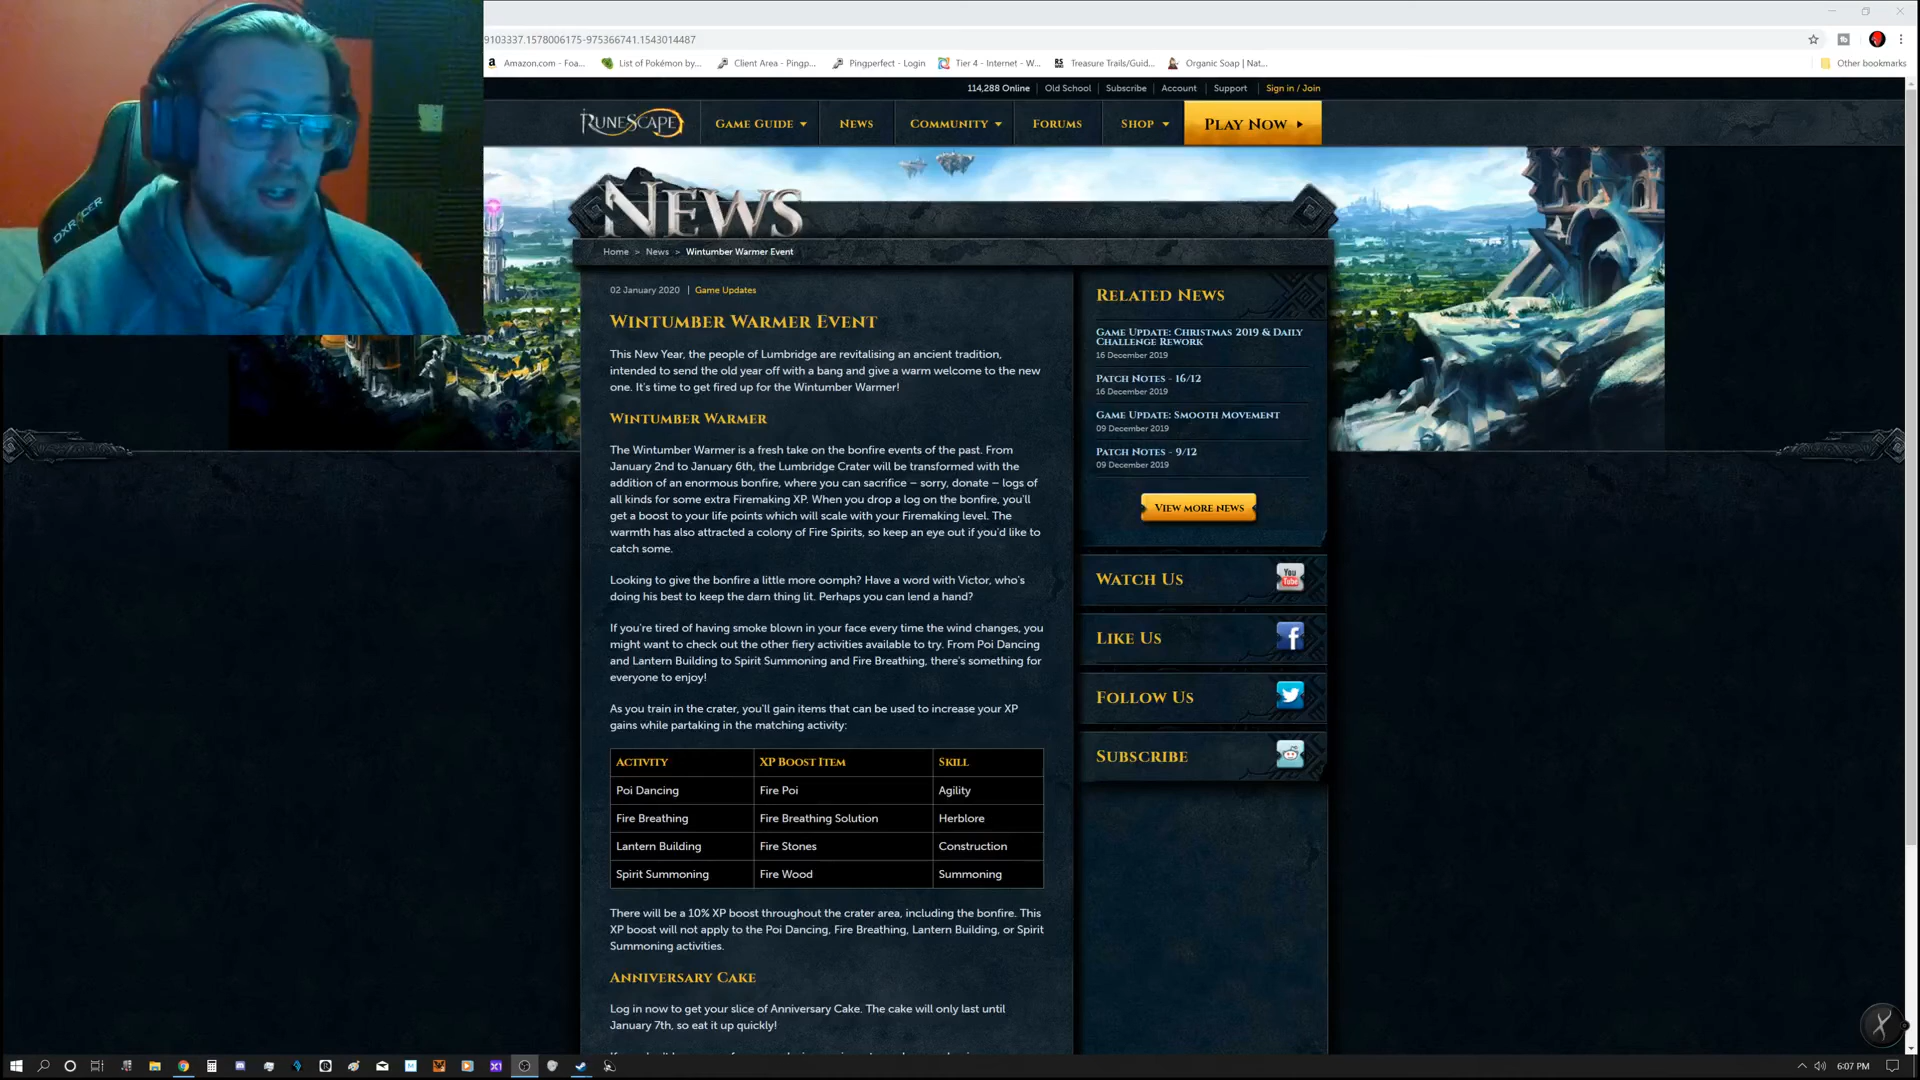 9103337.1578006175-975366741.1543014487
Amazon.com - Foa... List of Pokémon by... Client Area - Pingp... Pingperfect - Login Tier 4 - Internet - W... Treasure Trails/Guid... Organic Soap | Nat... Other bookmarks
114,288 Online Old School Subscribe Account Support Sign in / Join
RUNESCAPE GAME GUIDE NEWS COMMUNITY FORUMS SHOP PLAY NOW
DXRACER
NEWS
Home > News > Wintumber Warmer Event
02 January 2020 | Game Updates
WINTUMBER WARMER EVENT
This New Year, the people of Lumbridge are revitalising an ancient tradition,
intended to send the old year off with a bang and give a warm welcome to the new
one. It's time to get fired up for the Wintumber Warmer!
WINTUMBER WARMER
The Wintumber Warmer is a fresh take on the bonfire events of the past. From
January 2nd to January 6th, the Lumbridge Crater will be transformed with the
addition of an enormous bonfire, where you can sacrifice – sorry, donate – logs of
all kinds for some extra Firemaking XP. When you drop a log on the bonfire, you'll
get a boost to your life points which will scale with your Firemaking level. The
warmth has also attracted a colony of Fire Spirits, so keep an eye out if you'd like to
catch some.
Looking to give the bonfire a little more oomph? Have a word with Victor, who's
doing his best to keep the darn thing lit. Perhaps you can lend a hand?
If you're tired of having smoke blown in your face every time the wind changes, you
might want to check out the other fiery activities available to try. From Poi Dancing
and Lantern Building to Spirit Summoning and Fire Breathing, there's something for
everyone to enjoy!
As you train in the crater, you'll gain items that can be used to increase your XP
gains while partaking in the matching activity:
ACTIVITY XP BOOST ITEM SKILL
Poi Dancing Fire Poi Agility
Fire Breathing Fire Breathing Solution Herblore
Lantern Building Fire Stones Construction
Spirit Summoning Fire Wood Summoning
There will be a 10% XP boost throughout the crater area, including the bonfire. This
XP boost will not apply to the Poi Dancing, Fire Breathing, Lantern Building, or Spirit
Summoning activities.
ANNIVERSARY CAKE
Log in now to get your slice of Anniversary Cake. The cake will only last until
January 7th, so eat it up quickly!
RELATED NEWS
GAME UPDATE: CHRISTMAS 2019 & DAILY
CHALLENGE REWORK
16 December 2019
PATCH NOTES - 16/12
16 December 2019
GAME UPDATE: SMOOTH MOVEMENT
09 December 2019
PATCH NOTES - 9/12
09 December 2019
VIEW MORE NEWS
WATCH US
You
Tube
LIKE US
FOLLOW US
SUBSCRIBE
6:07 PM